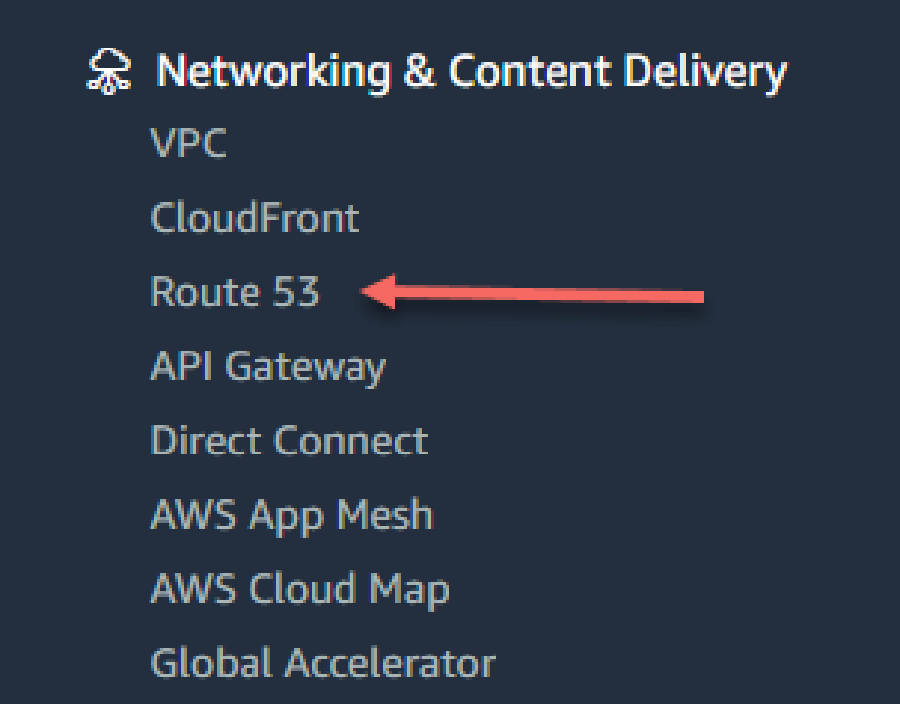 Networking & Content Delivery
VPC
CloudFront
Route 53
API Gateway
Direct Connect
AWS App Mesh
AWS Cloud Map
Global Accelerator